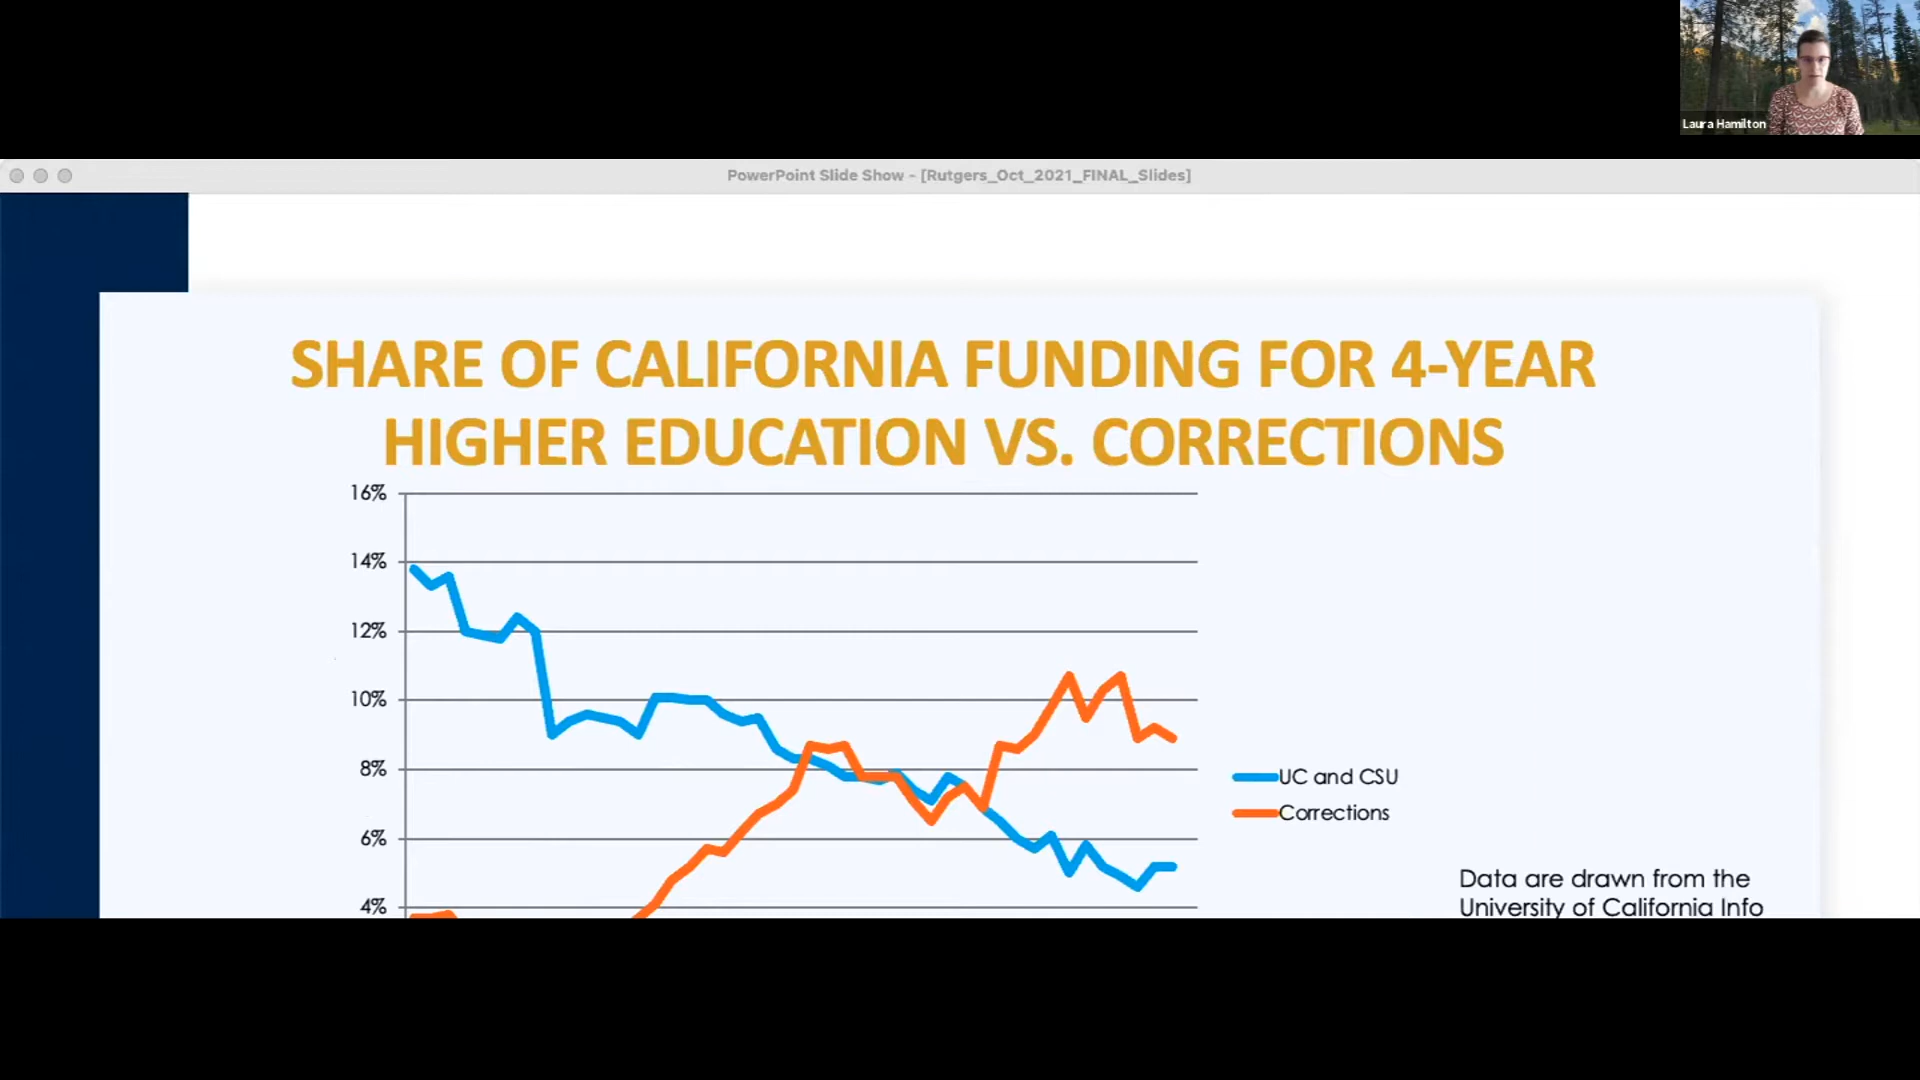 Laura Hamilton
PowerPoint Slide Show - [Rutgers_Oct_2021_FINAL_Slides]
SHARE OF CALIFORNIA FUNDING FOR 4-YEAR
HIGHER EDUCATION VS. CORRECTIONS
16%
14%
12%
10%
8%
6%
4%
UC and CSU
Corrections
Data are drawn from the
University of California Info